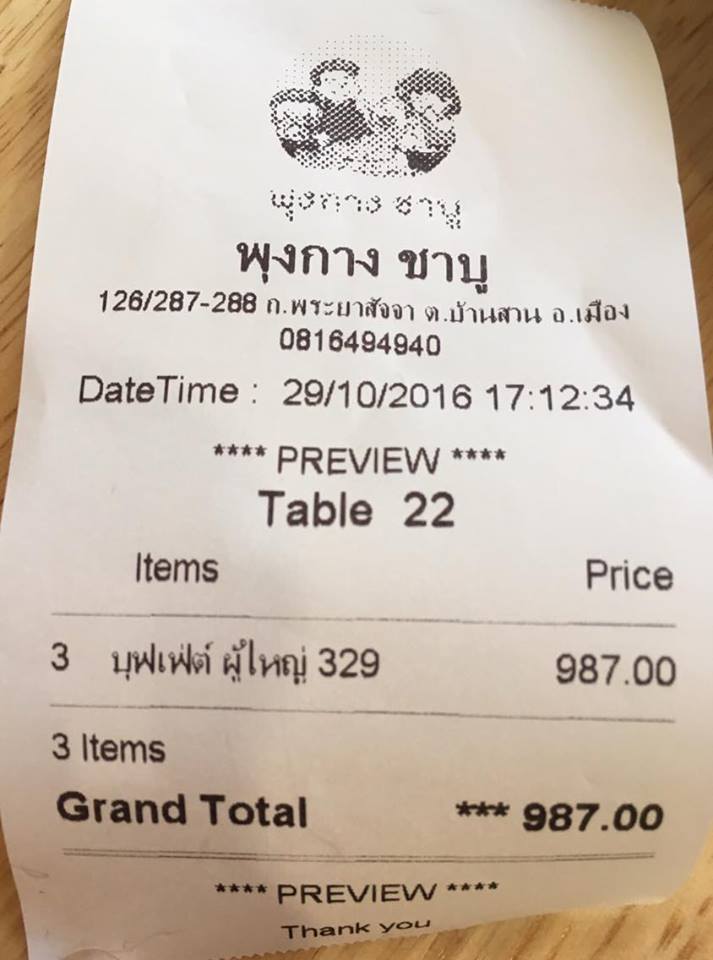 พุงกาง ชาบู
พุงกาง ชาบู
126/287-288 ถ.พระยาสัจจา ต.บ้านสวน อ.เมือง
0816494940
DateTime : 29/10/2016 17:12:34
**** PREVIEW ****
Table 22
Items Price
3 บุฟเฟ่ต์ ผู้ใหญ่ 329 987.00
3 Items
Grand Total *** 987.00
**** PREVIEW ****
Thank you